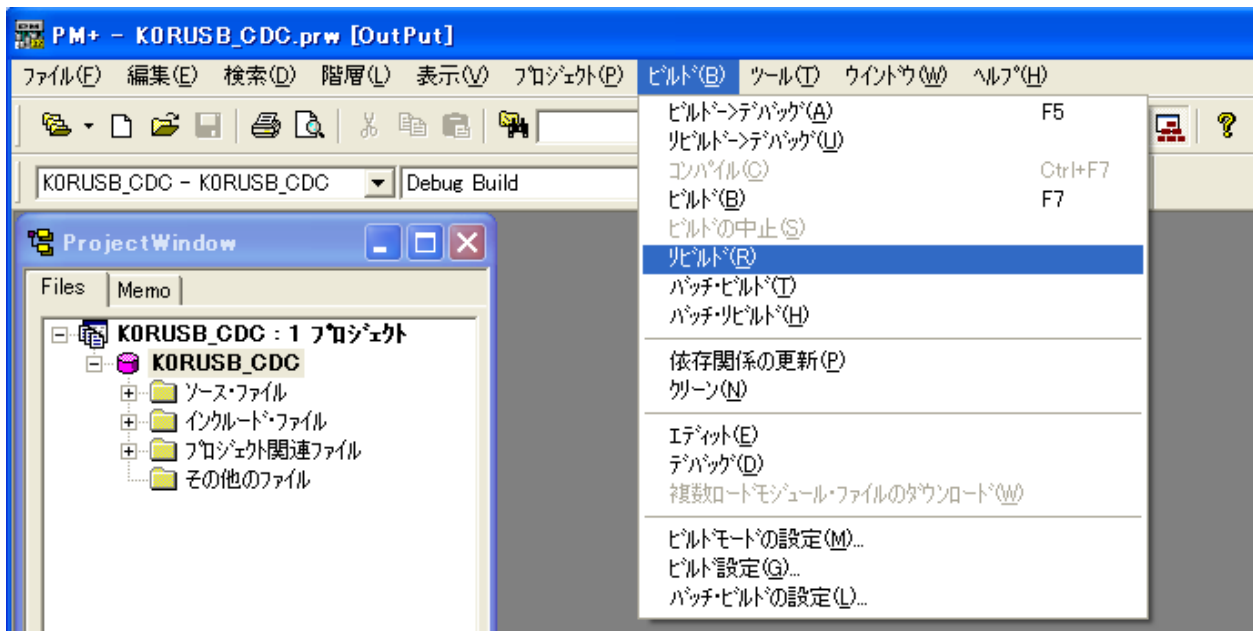 PM+ - K0RUSB_CDC.prw [OutPut]
ファイル(F) 編集(E) 検索(D) 階層(L) 表示(V) プロジェクト(P) ビルド(B) ツール(T) ウインドウ(W) ヘルプ(H)
K0RUSB_CDC - K0RUSB_CDC Debug Build
ProjectWindow
Files Memo
K0RUSB_CDC : 1 プロジェクト
K0RUSB_CDC
ソース・ファイル
インクルード・ファイル
プロジェクト関連ファイル
その他のファイル
ビルド->デバッグ(A) F5
リビルド->デバッグ(U)
コンパイル(C) Ctrl+F7
ビルド(B) F7
ビルドの中止(S)
リビルド(R)
バッチ・ビルド(T)
バッチ・リビルド(H)
依存関係の更新(P)
クリーン(N)
エディット(E)
デバッグ(D)
複数ロードモジュール・ファイルのダウンロード(W)
ビルドモードの設定(M)...
ビルド設定(G)...
バッチ・ビルドの設定(L)...